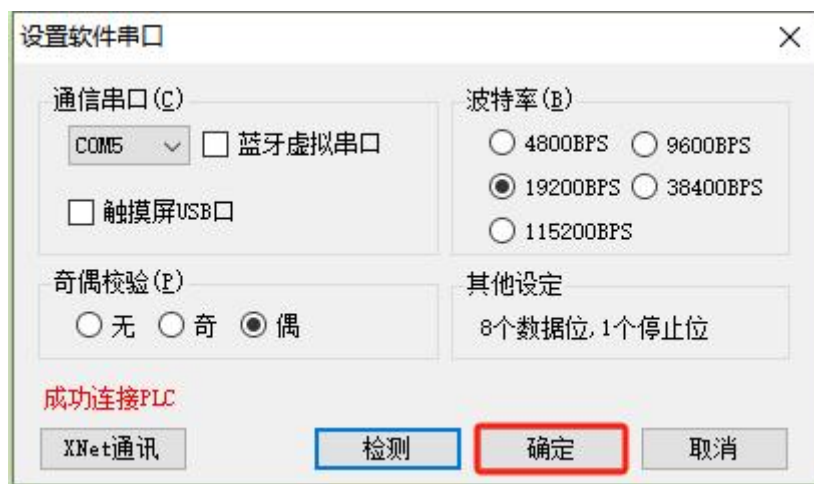 设置软件串口
通信串口(C)
COM5
蓝牙虚拟串口
触摸屏USB口
波特率(B)
4800BPS
9600BPS
19200BPS
38400BPS
115200BPS
奇偶校验(P)
无
奇
偶
其他设定
8个数据位,1个停止位
成功连接PLC
XNet通讯
检测
确定
取消